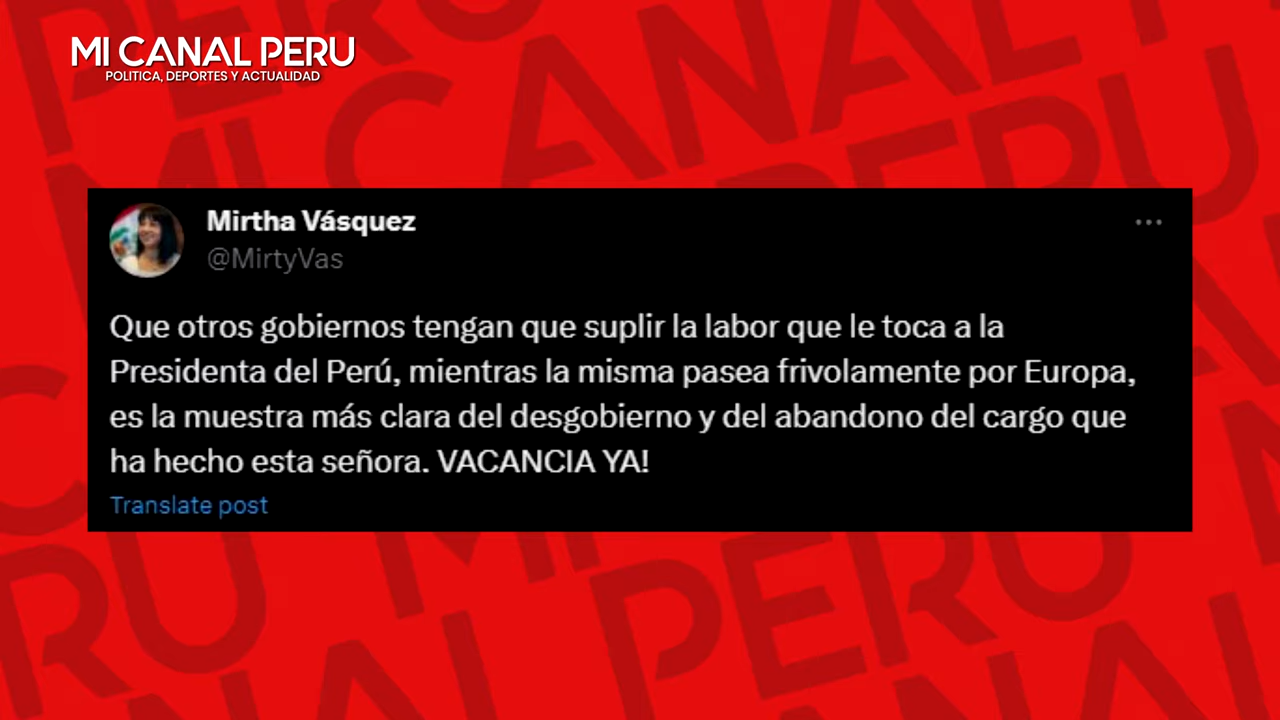 MI CANAL PERU
POLITICA, DEPORTES Y ACTUALIDAD
Mirtha Vásquez
@MirtyVas
Que otros gobiernos tengan que suplir la labor que le toca a la
Presidenta del Perú, mientras la misma pasea frivolamente por Europa,
es la muestra más clara del desgobierno y del abandono del cargo que
ha hecho esta señora. VACANCIA YA!
Translate post